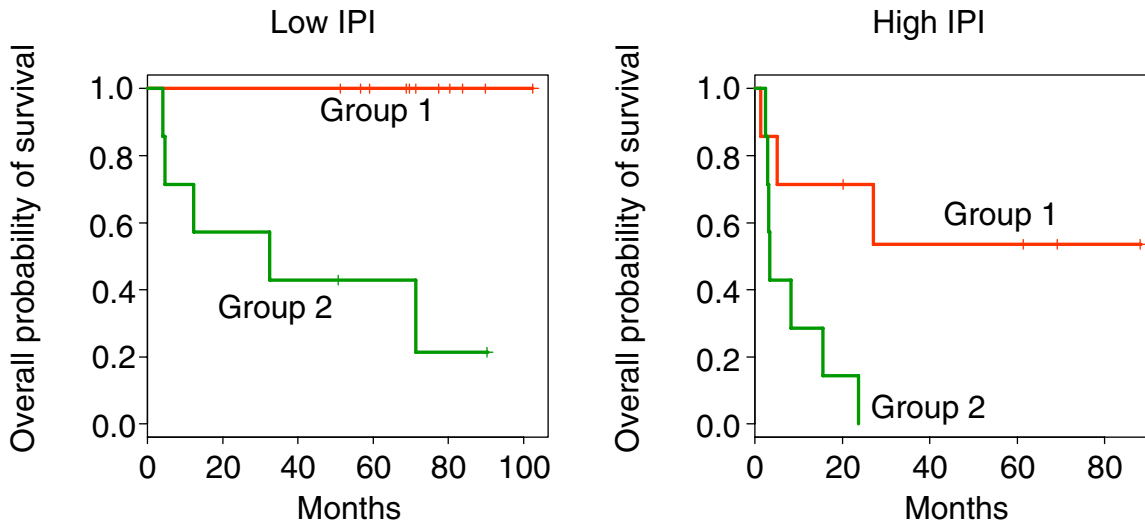 Low IPI
Overall probability of survival
1.0
0.8
0.6
0.4
0.2
0.0
Group 1
Group 2
0 20 40 60 80 100
Months
High IPI
Overall probability of survival
1.0
0.8
0.6
0.4
0.2
0.0
Group 1
Group 2
0 20 40 60 80
Months